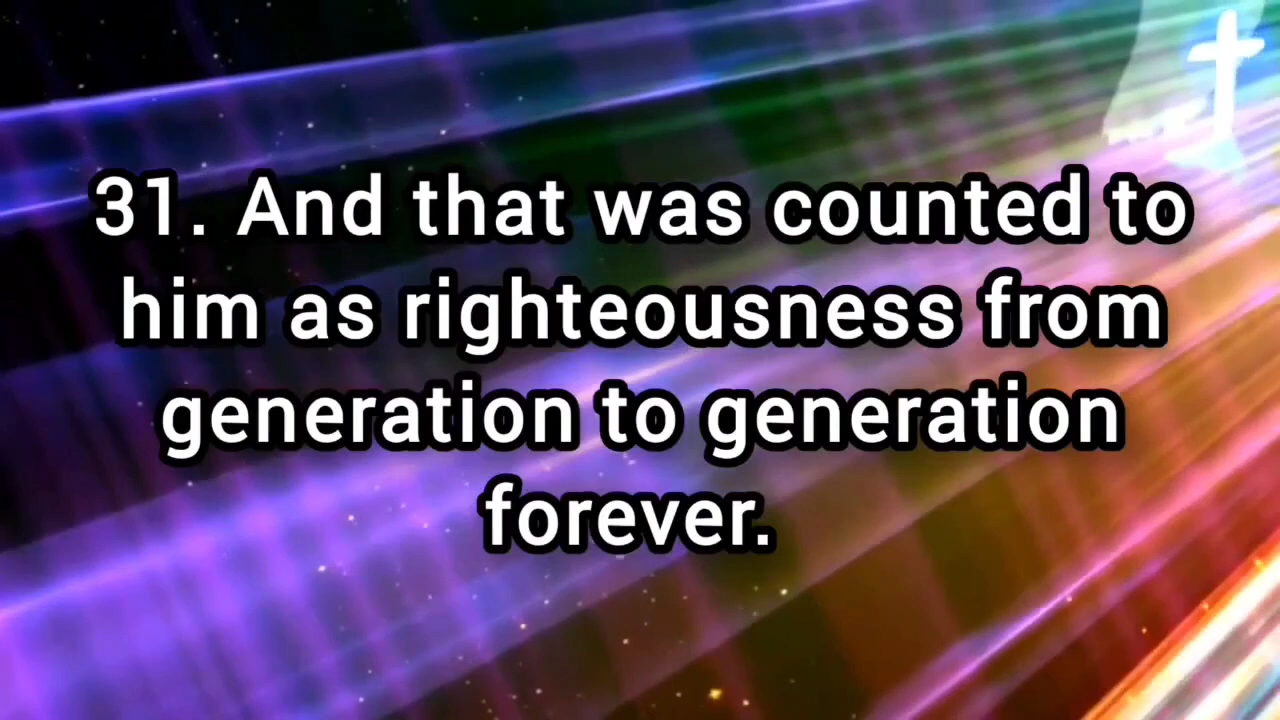 31. And that was counted to
him as righteousness from
generation to generation
forever.